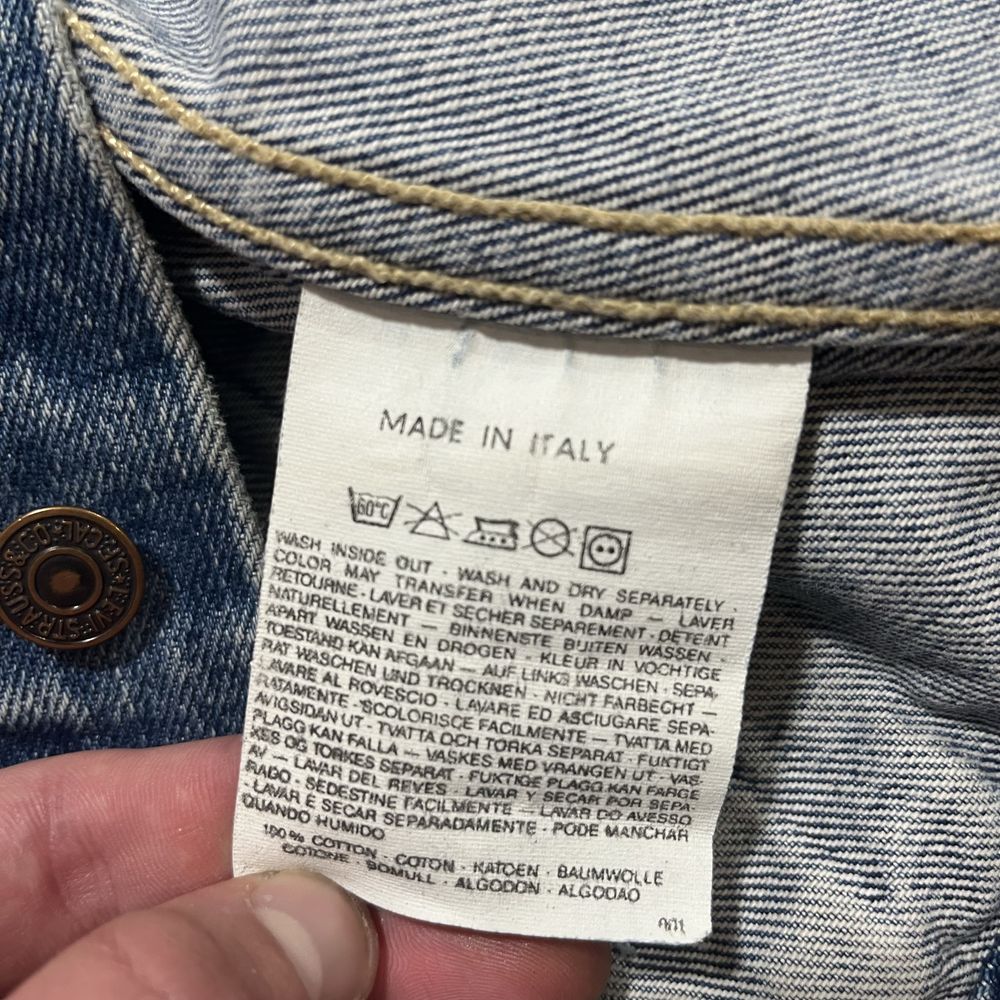 MADE IN ITALY
60°C
WASH INSIDE OUT · WASH AND DRY SEPARATELY ·
COLOR MAY TRANSFER WHEN DAMP — LAVER
RETOURNE · LAVER ET SECHER SEPAREMENT · DETEINT
NATURELLEMENT — BINNENSTE BUITEN WASSEN ·
APART WASSEN EN DROGEN · KLEUR IN VOCHTIGE
TOESTAND KAN AFGAAN — AUF LINKS WASCHEN · SEPA-
RAT WASCHEN UND TROCKNEN · NICHT FARBECHT —
LAVARE AL ROVESCIO · LAVARE ED ASCIUGARE SEPA-
RATAMENTE · SCOLORISCE FACILMENTE — TVATTA MED
AVIGSIDAN UT · TVATTA OCH TORKA SEPARAT · FUKTIGT
PLAGG KAN FALLA — VASKES MED VRANGEN UT · VAS-
KES OG TORKES SEPARAT · FUKTIGE PLAGG KAN FARGE
AV — LAVAR DEL REVES · LAVAR Y SECAR POR SEPA-
RADO · SEDESTINE FACILMENTE — LAVAR DO AVESSO
LAVAR E SECAR SEPARADAMENTE · PODE MANCHAR
QUANDO HUMIDO
100% COTTON · COTON · KATOEN · BAUMWOLLE
COTONE · BOMULL · ALGODON · ALGODAO
STRAUSS
S.F. CAL.